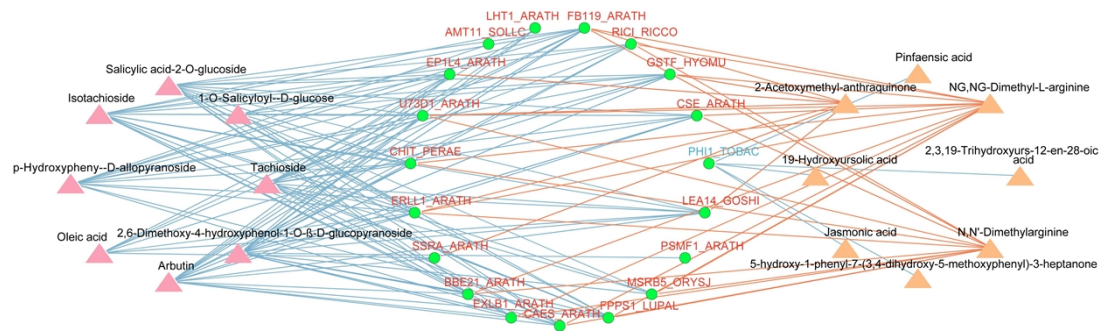 LHT1_ARATH
FB119_ARATH
AMT11_SOLLC
RICI_RICCO
EP1L4_ARATH
GSTF_HYOMU
Pinfaensic acid
Salicylic acid-2-O-glucoside
2-Acetoxymethyl-anthraquinone
NG,NG-Dimethyl-L-arginine
Isotachioside
1-O-Salicyloyl--D-glucose
U73D1_ARATH
CSE_ARATH
CHIT_PERAE
PHI1_TOBAC
2,3,19-Trihydroxyurs-12-en-28-oic
acid
p-Hydroxypheny--D-allopyranoside
Tachioside
19-Hydroxyursolic acid
ERLL1_ARATH
LEA14_GOSHI
Oleic acid
2,6-Dimethoxy-4-hydroxyphenol-1-O-ß-D-glucopyranoside
Jasmonic acid
N,N'-Dimethylarginine
SSRA_ARATH
PSMF1_ARATH
Arbutin
5-hydroxy-1-phenyl-7-(3,4-dihydroxy-5-methoxyphenyl)-3-heptanone
BBE21_ARATH
MSRB5_ORYSJ
EXLB1_ARATH
CAES_ARATH
FPPS1_LUPAL